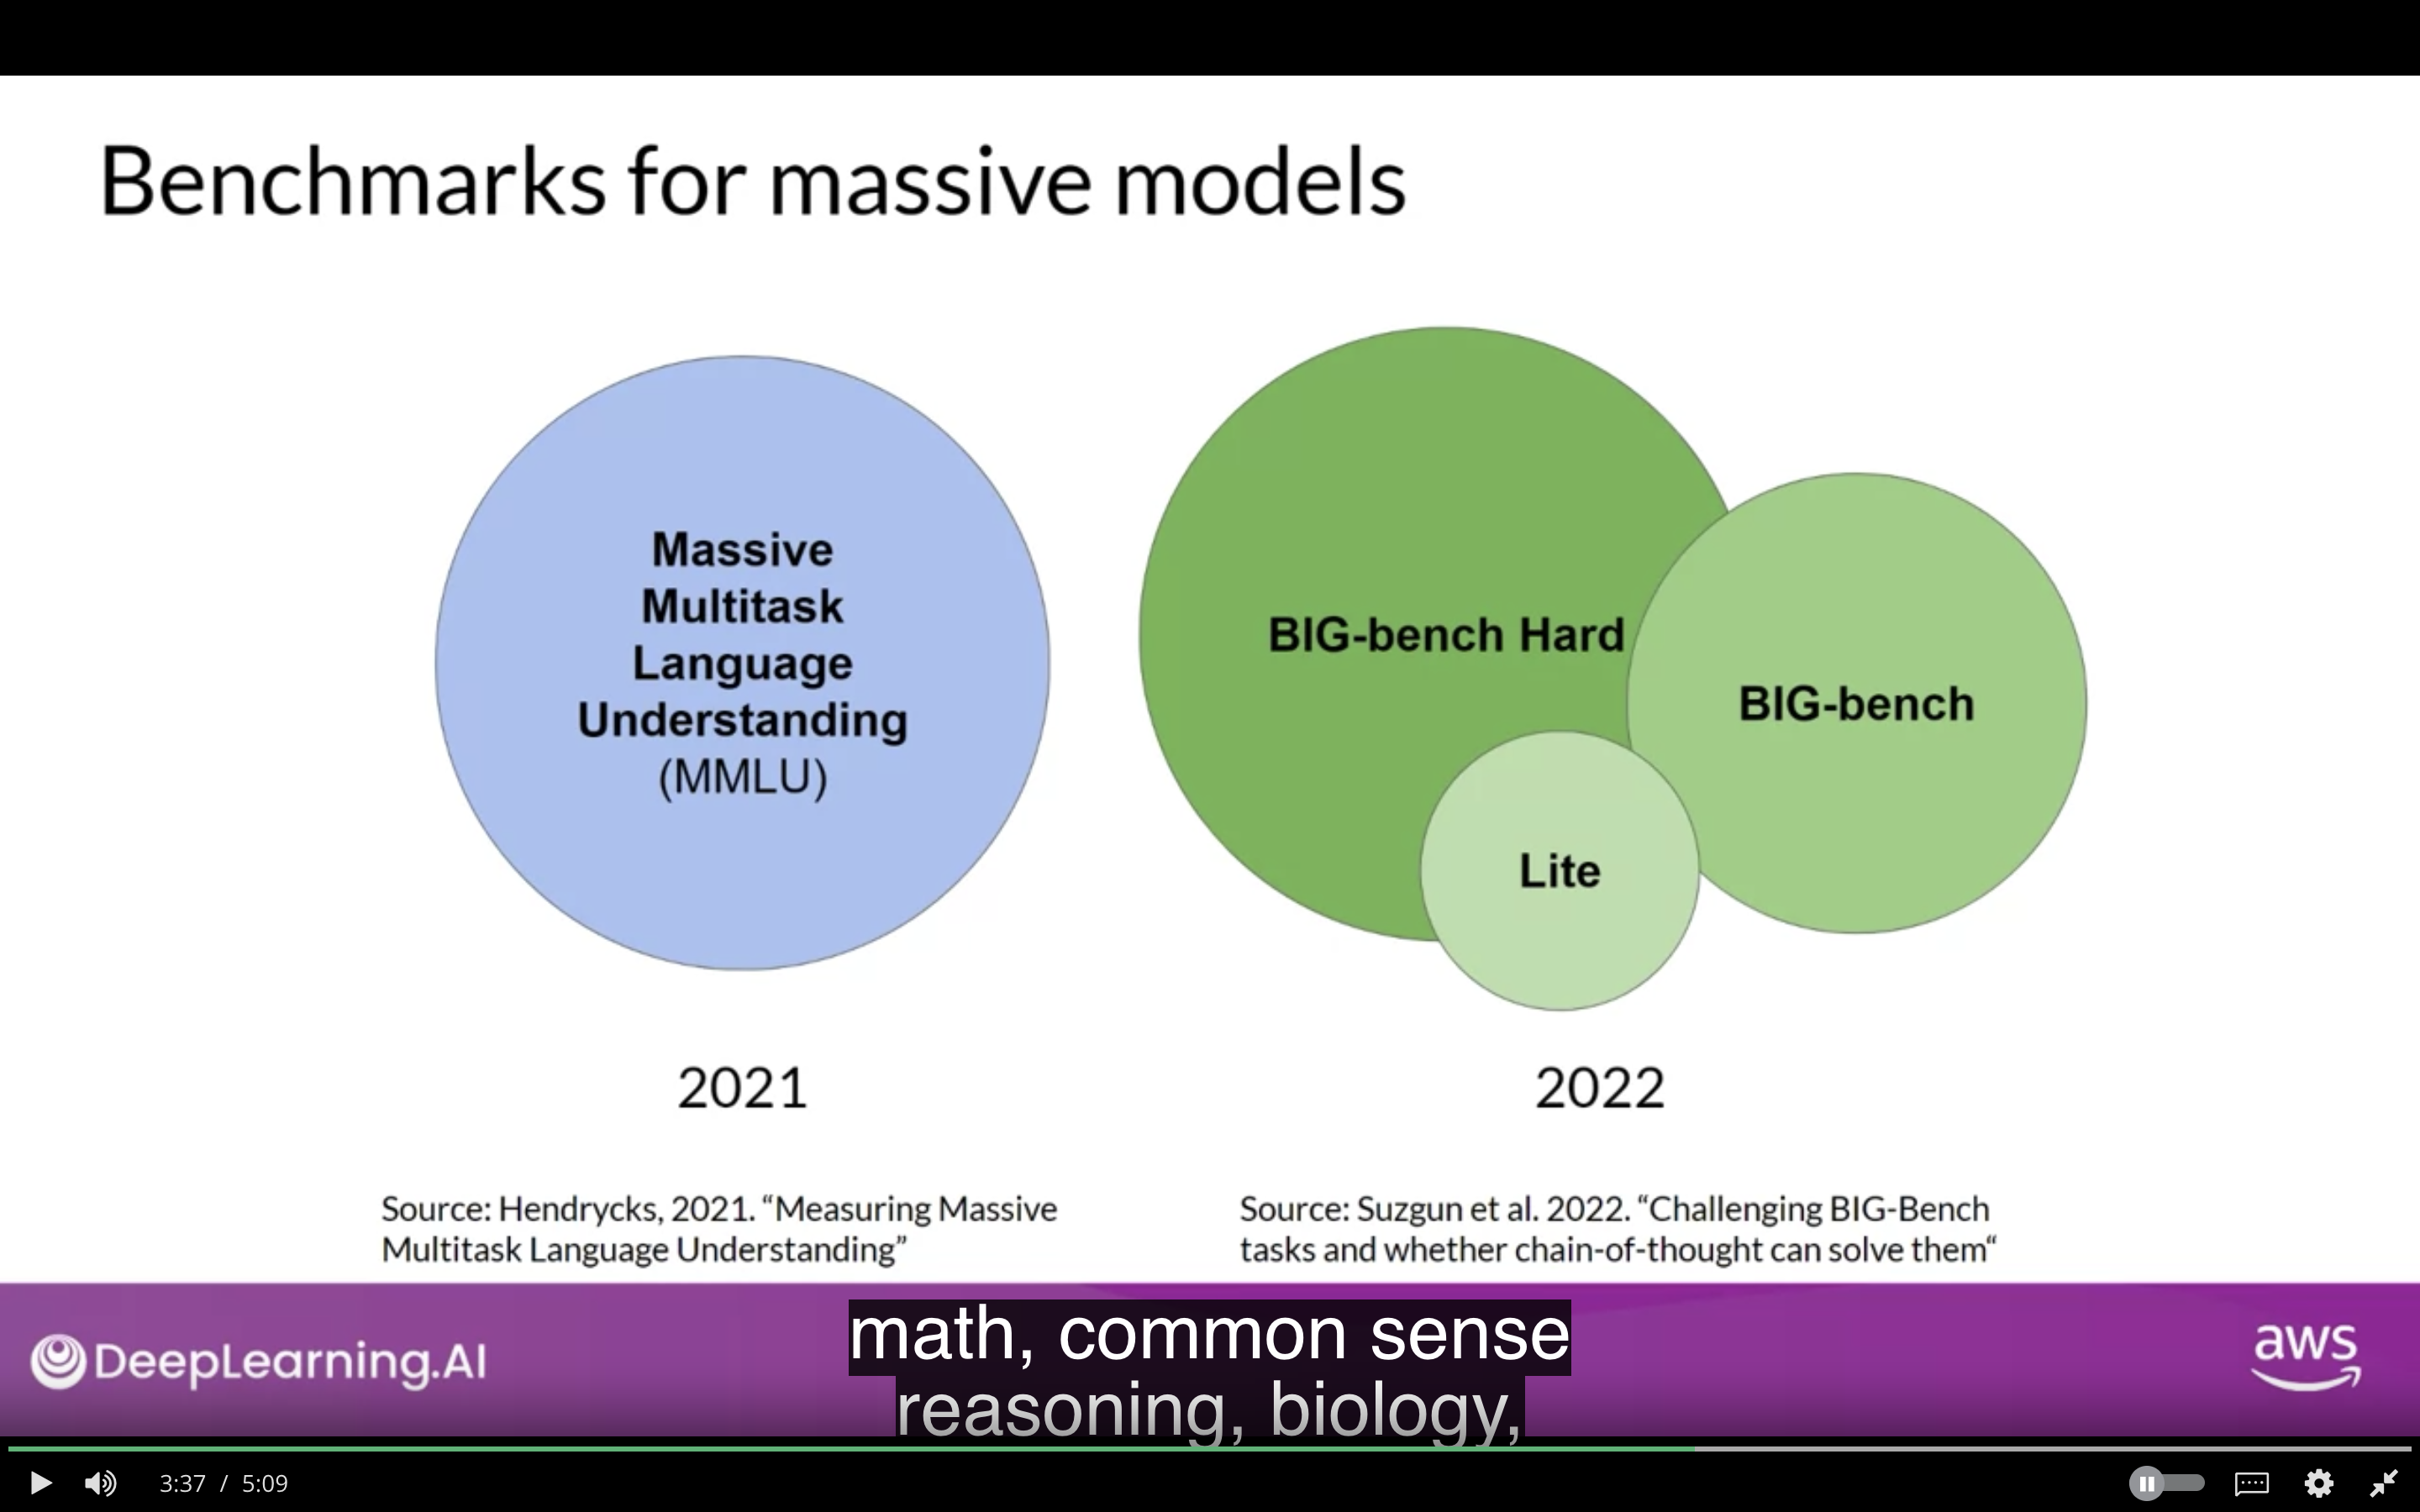 Benchmarks for massive models
Massive
Multitask
Language
Understanding
(MMLU)
BIG-bench Hard
BIG-bench
Lite
2021
2022
Source: Hendrycks, 2021. “Measuring Massive
Multitask Language Understanding”
Source: Suzgun et al. 2022. “Challenging BIG-Bench
tasks and whether chain-of-thought can solve them“
DeepLearning.AI
math, common sense
reasoning, biology,
aws
3:37 / 5:09